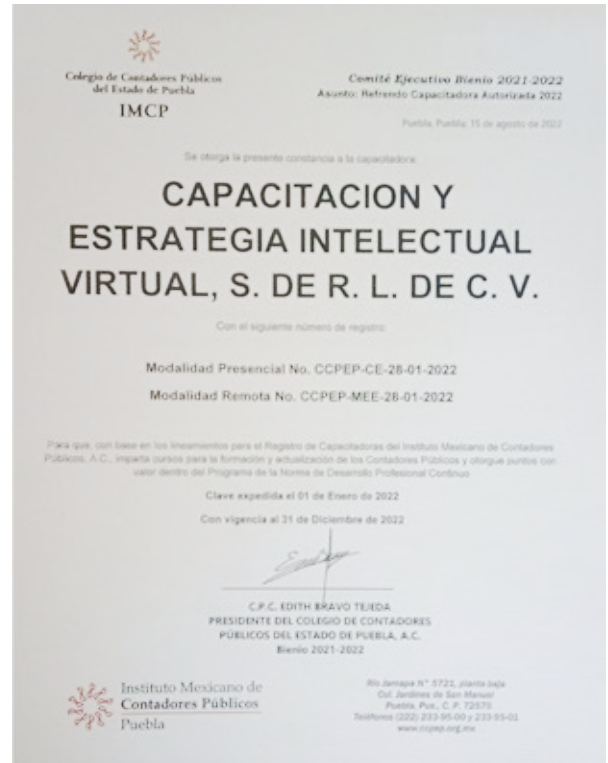 Colegio de Contadores Públicos
del Estado de Puebla
IMCP
Comité Ejecutivo Bienio 2021-2022
Asunto: Refrendo Capacitadora Autorizada 2022
Puebla, Puebla, 15 de agosto de 2022
Se otorga la presente constancia a la capacitadora:
CAPACITACION Y
ESTRATEGIA INTELECTUAL
VIRTUAL, S. DE R. L. DE C. V.
Con el siguiente número de registro:
Modalidad Presencial No. CCPEP-CE-28-01-2022
Modalidad Remota No. CCPEP-MEE-28-01-2022
Para que, con base en los lineamientos para el Registro de Capacitadoras del Instituto Mexicano de Contadores
Públicos, A.C., imparta cursos para la formación y actualización de los Contadores Públicos y otorgue puntos con
valor dentro del Programa de la Norma de Desarrollo Profesional Continuo
Clave expedida el 01 de Enero de 2022
Con vigencia al 31 de Diciembre de 2022
C.P.C. EDITH BRAVO TEJEDA
PRESIDENTE DEL COLEGIO DE CONTADORES
PÚBLICOS DEL ESTADO DE PUEBLA, A.C.
Bienio 2021-2022
Instituto Mexicano de
Contadores Públicos
Puebla
Río Jamapa N° 5721, planta baja
Col. Jardines de San Manuel
Puebla, Pue., C. P. 72570
Teléfonos (222) 233-95-00 y 233-95-01
www.ccpep.org.mx